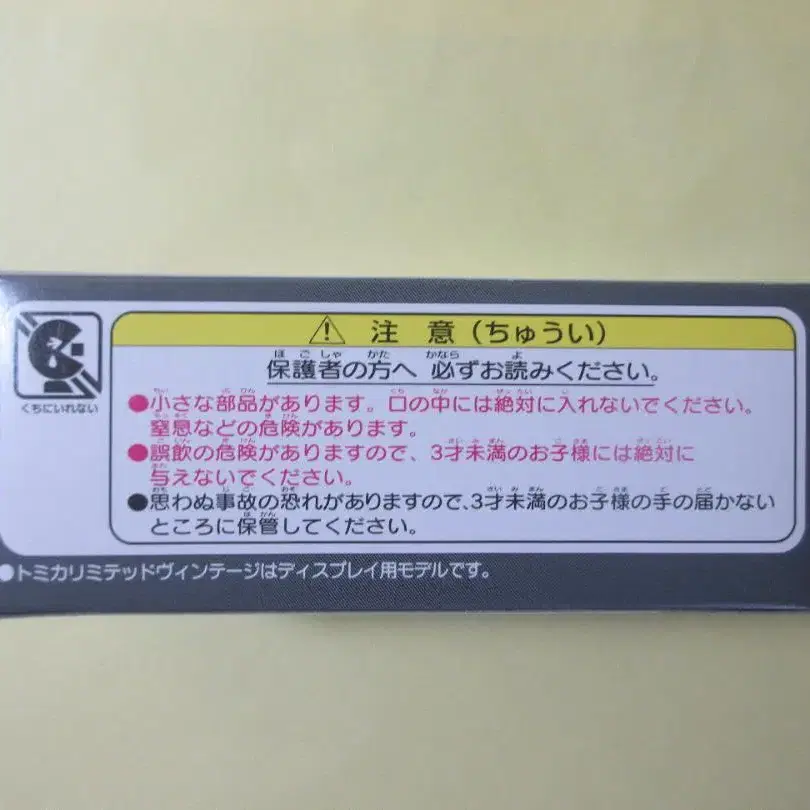 ⚠ 注意(ちゅうい)
保護者の方へ 必ずお読みください。
くちにいれない
●小さな部品があります。口の中には絶対に入れないでください。
窒息などの危険があります。
●誤飲の危険がありますので、3才未満のお子様には絶対に
与えないでください。
●思わぬ事故の恐れがありますので、3才未満のお子様の手の届かない
ところに保管してください。
●トミカリミテッドヴィンテージはディスプレイ用モデルです。